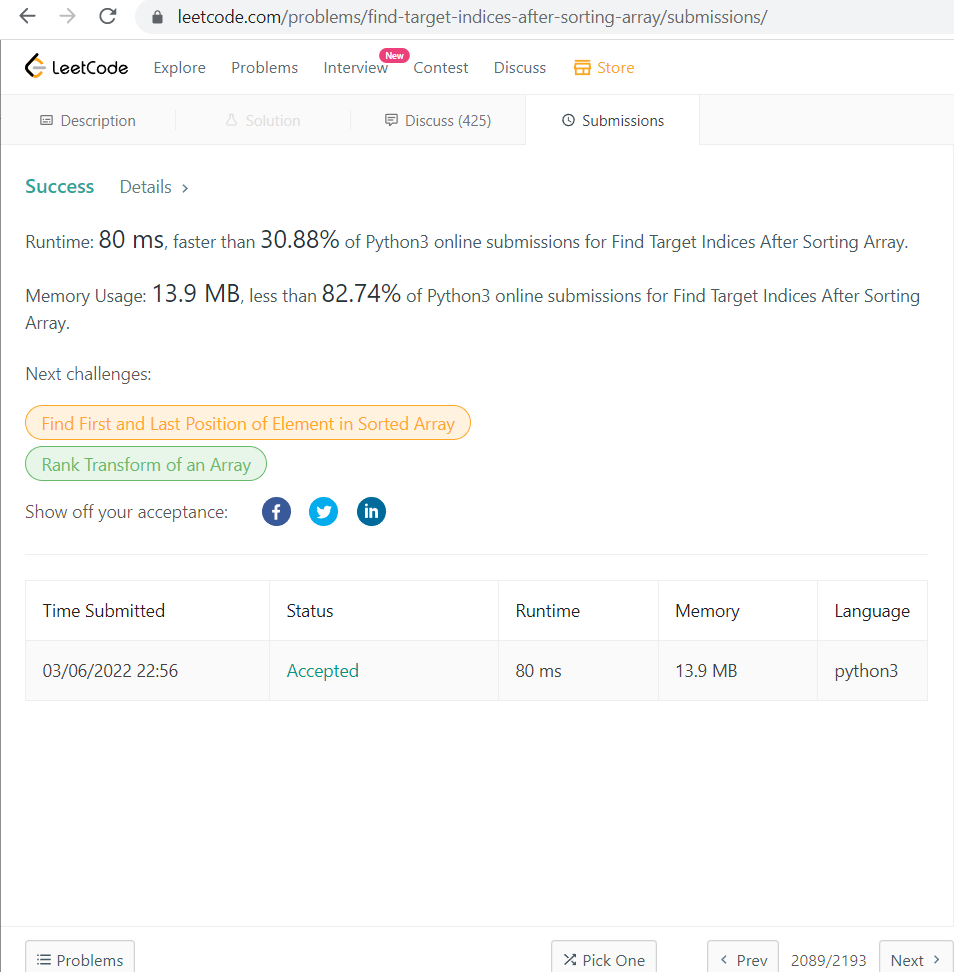 leetcode.com/problems/find-target-indices-after-sorting-array/submissions/
LeetCode Explore Problems Interview New Contest Discuss Store
Description Solution Discuss (425) Submissions
Success Details >
Runtime: 80 ms, faster than 30.88% of Python3 online submissions for Find Target Indices After Sorting Array.
Memory Usage: 13.9 MB, less than 82.74% of Python3 online submissions for Find Target Indices After Sorting
Array.
Next challenges:
Find First and Last Position of Element in Sorted Array
Rank Transform of an Array
Show off your acceptance: f in
Time Submitted Status Runtime Memory Language
03/06/2022 22:56 Accepted 80 ms 13.9 MB python3
Problems Pick One < Prev 2089/2193 Next >